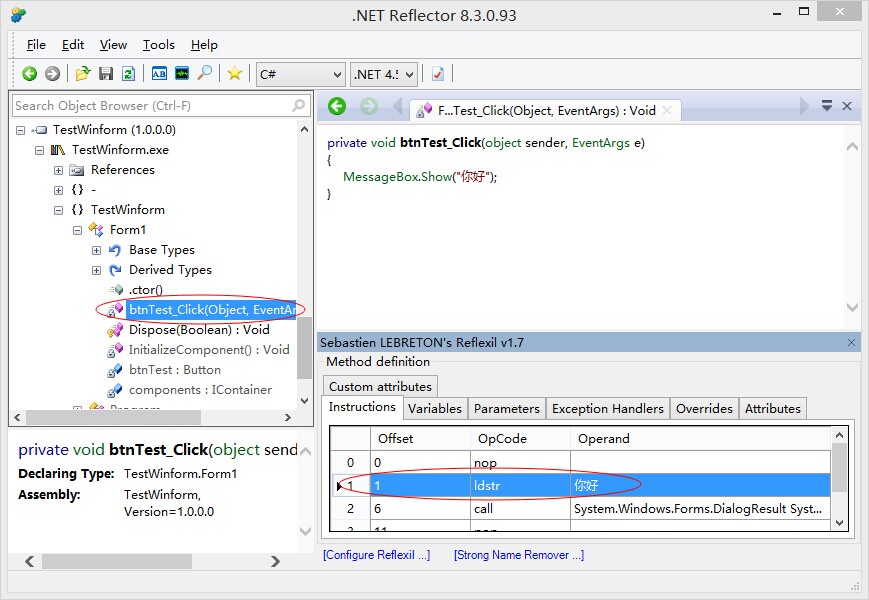 .NET Reflector 8.3.0.93
File Edit View Tools Help
C# .NET 4.5
Search Object Browser (Ctrl-F)
TestWinform (1.0.0.0)
TestWinform.exe
References
{} -
{} TestWinform
Form1
Base Types
Derived Types
.ctor()
btnTest_Click(Object, EventAr
Dispose(Boolean) : Void
InitializeComponent() : Void
btnTest : Button
components : IContainer
private void btnTest_Click(object send
Declaring Type: TestWinform.Form1
Assembly: TestWinform,
Version=1.0.0.0
F...Test_Click(Object, EventArgs) : Void
private void btnTest_Click(object sender, EventArgs e)
{
MessageBox.Show("你好");
}
Sebastien LEBRETON's Reflexil v1.7
Method definition
Custom attributes
Instructions Variables Parameters Exception Handlers Overrides Attributes
Offset OpCode Operand
0 0 nop
1 1 ldstr 你好
2 6 call System.Windows.Forms.DialogResult Syst...
[Configure Reflexil ...] [Strong Name Remover ...]